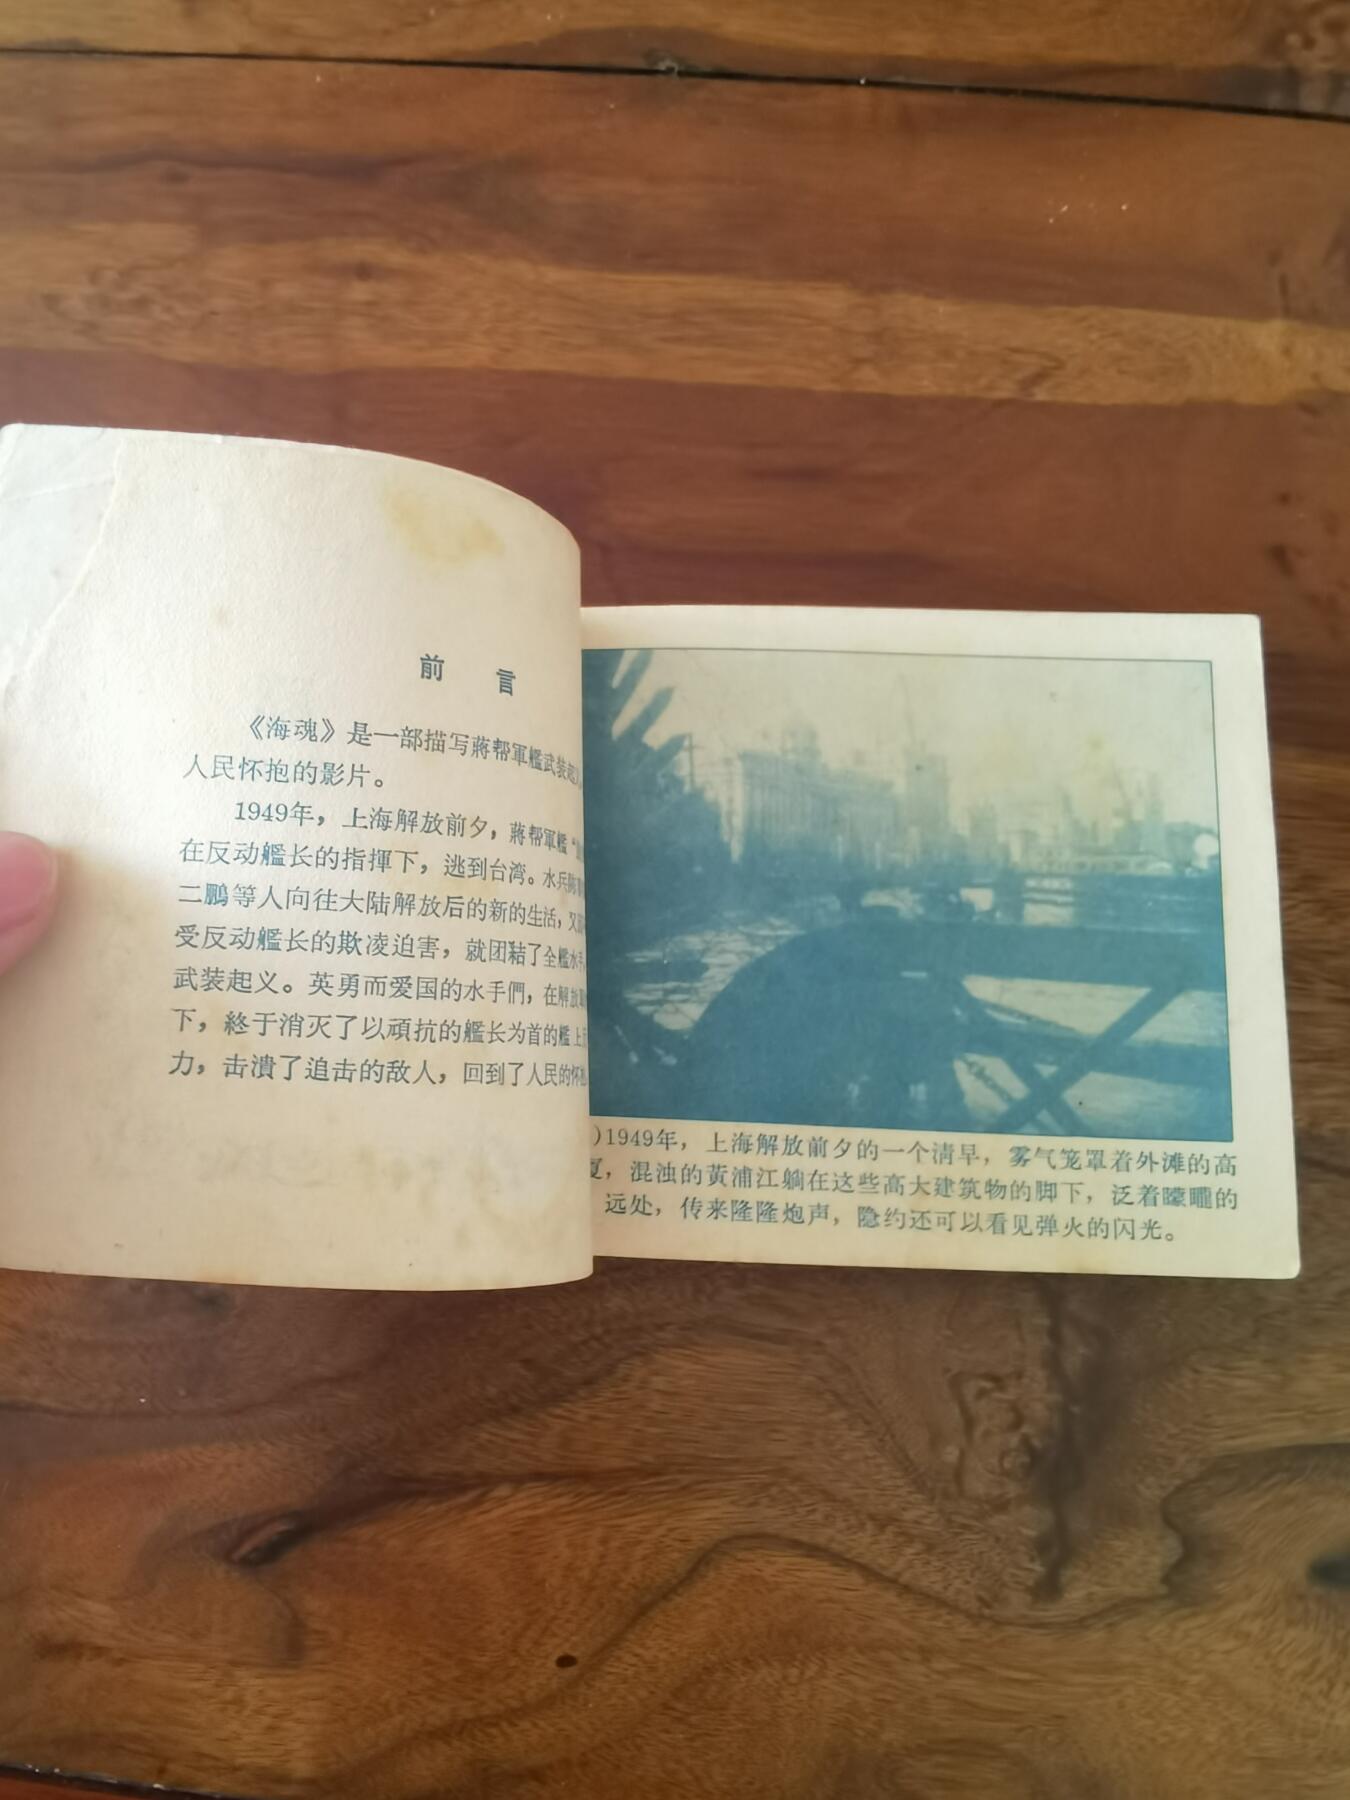 前 言
《海魂》是一部描写蔣帮軍艦武装起
人民怀抱的影片。
1949年，上海解放前夕，蔣帮軍艦“
在反动艦长的指揮下，逃到台湾。水兵陈
二鵬等人向往大陆解放后的新的生活，又
受反动艦长的欺凌迫害，就团結了全艦水手，
武装起义。英勇而爱国的水手們，在解放
下，終于消灭了以頑抗的艦长为首的艦上
力，击潰了追击的敌人，回到了人民的怀抱
)1949年，上海解放前夕的一个清早，雾气笼罩着外滩的高
厦，混浊的黄浦江躺在这些高大建筑物的脚下，泛着矇曨的
远处，传来隆隆炮声，隐约还可以看见弹火的闪光。